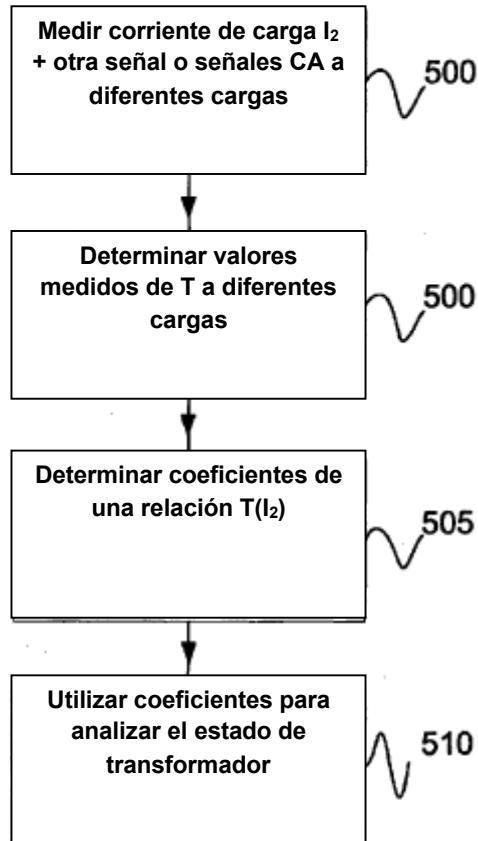 Medir corriente de carga I₂
+ otra señal o señales CA a
diferentes cargas
500
Determinar valores
medidos de T a diferentes
cargas
500
Determinar coeficientes de
una relación T(I₂)
505
Utilizar coeficientes para
analizar el estado de
transformador
510